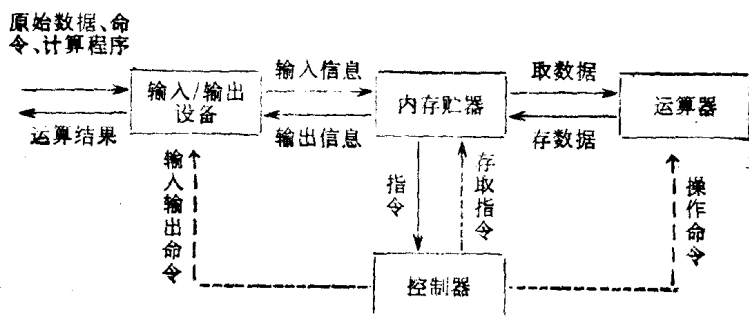 原始数据、命
令、计算程序
输入/输出
设备
运算结果
输入信息
输出信息
内存贮器
取数据
存数据
运算器
输入输出命令
指令
存取指令
操作命令
控制器